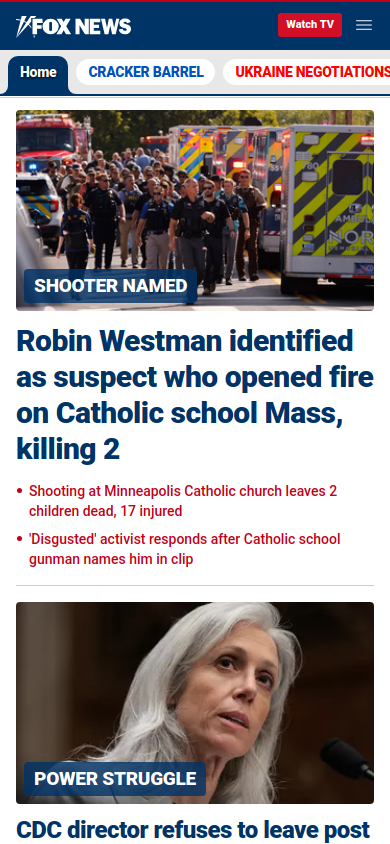 FOX NEWS
Watch TV
Home
CRACKER BARREL
UKRAINE NEGOTIATIONS
AMBUL
NOR
SHOOTER NAMED
Robin Westman identified
as suspect who opened fire
on Catholic school Mass,
killing 2
Shooting at Minneapolis Catholic church leaves 2
children dead, 17 injured
'Disgusted' activist responds after Catholic school
gunman names him in clip
POWER STRUGGLE
CDC director refuses to leave post